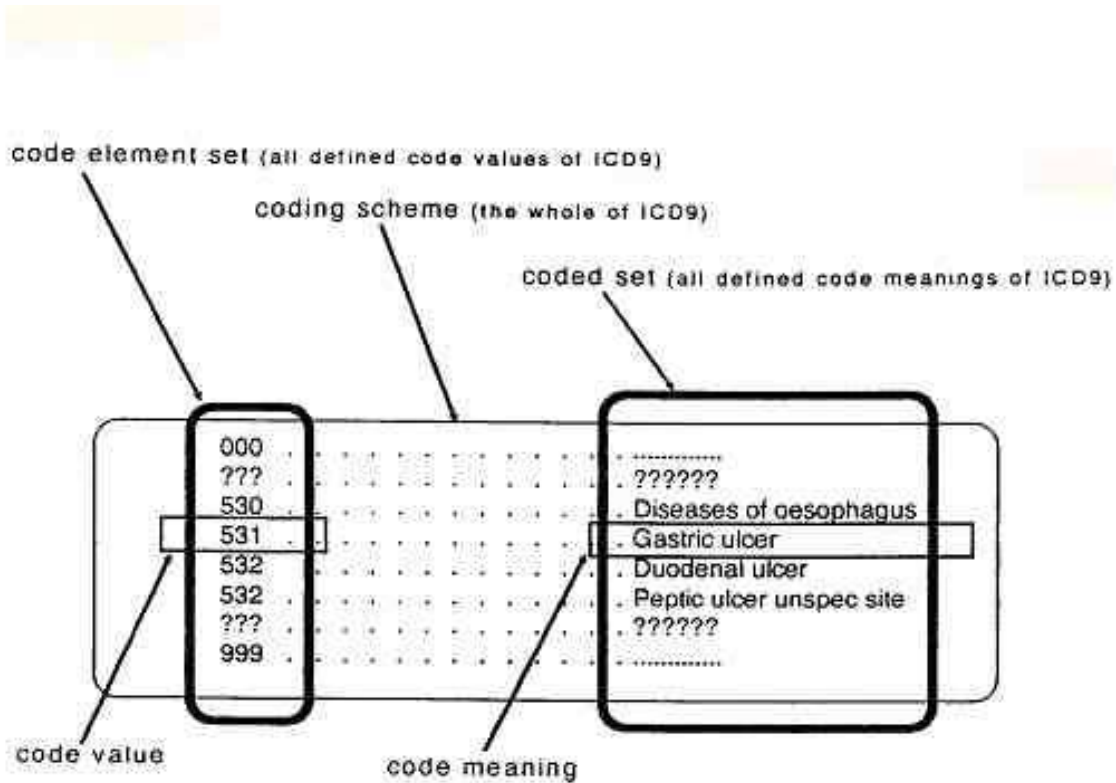 code element set (all defined code values of ICD9)
coding scheme (the whole of ICD9)
coded set (all defined code meanings of ICD9)
000 . . . . . . . . . . . . ............
??? . . . . . . . . . . . . ??????
530 . . . . . . . . . . . . Diseases of oesophagus
531 . . . . . . . . . . . . Gastric ulcer
532 . . . . . . . . . . . . Duodenal ulcer
532 . . . . . . . . . . . . Peptic ulcer unspec site
??? . . . . . . . . . . . . ??????
999 . . . . . . . . . . . . ............
code value
code meaning